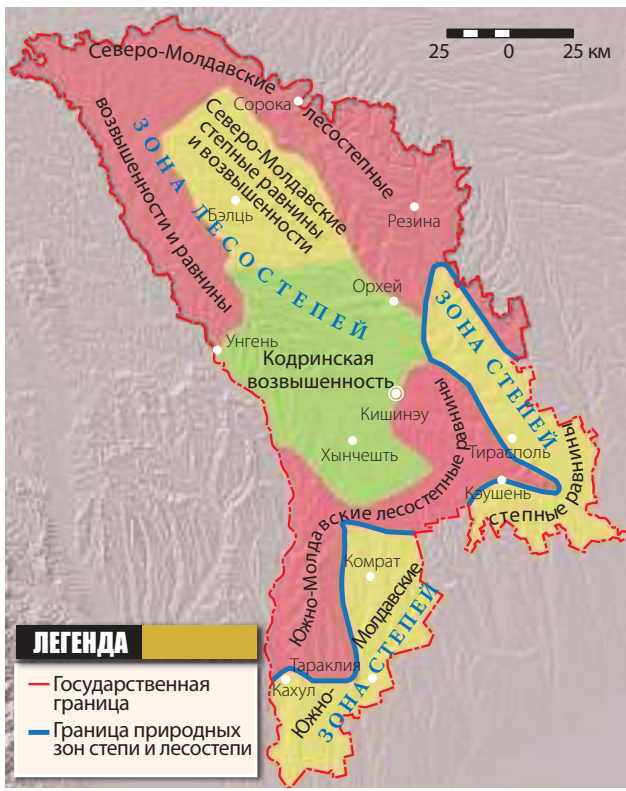 25 0 25 км
Северо-Молдавские лесостепные
возвышенности и равнины
Сорока
ЗОНА ЛЕСОСТЕПЕЙ
Северо-Молдавские
степные равнины
и возвышенности
Бэлць
Резина
Орхей
ЗОНА СТЕПЕЙ
Унгень
Кодринская
возвышенность
Кишинэу
Хынчешть
Тирасполь
Кэушень
Южно-Молдавские лесостепные равнины
степные равнины
Комрат
Южно-Молдавские
ЗОНА СТЕПЕЙ
Тараклия
Кахул
ЛЕГЕНДА
Государственная
граница
Граница природных
зон степи и лесостепи